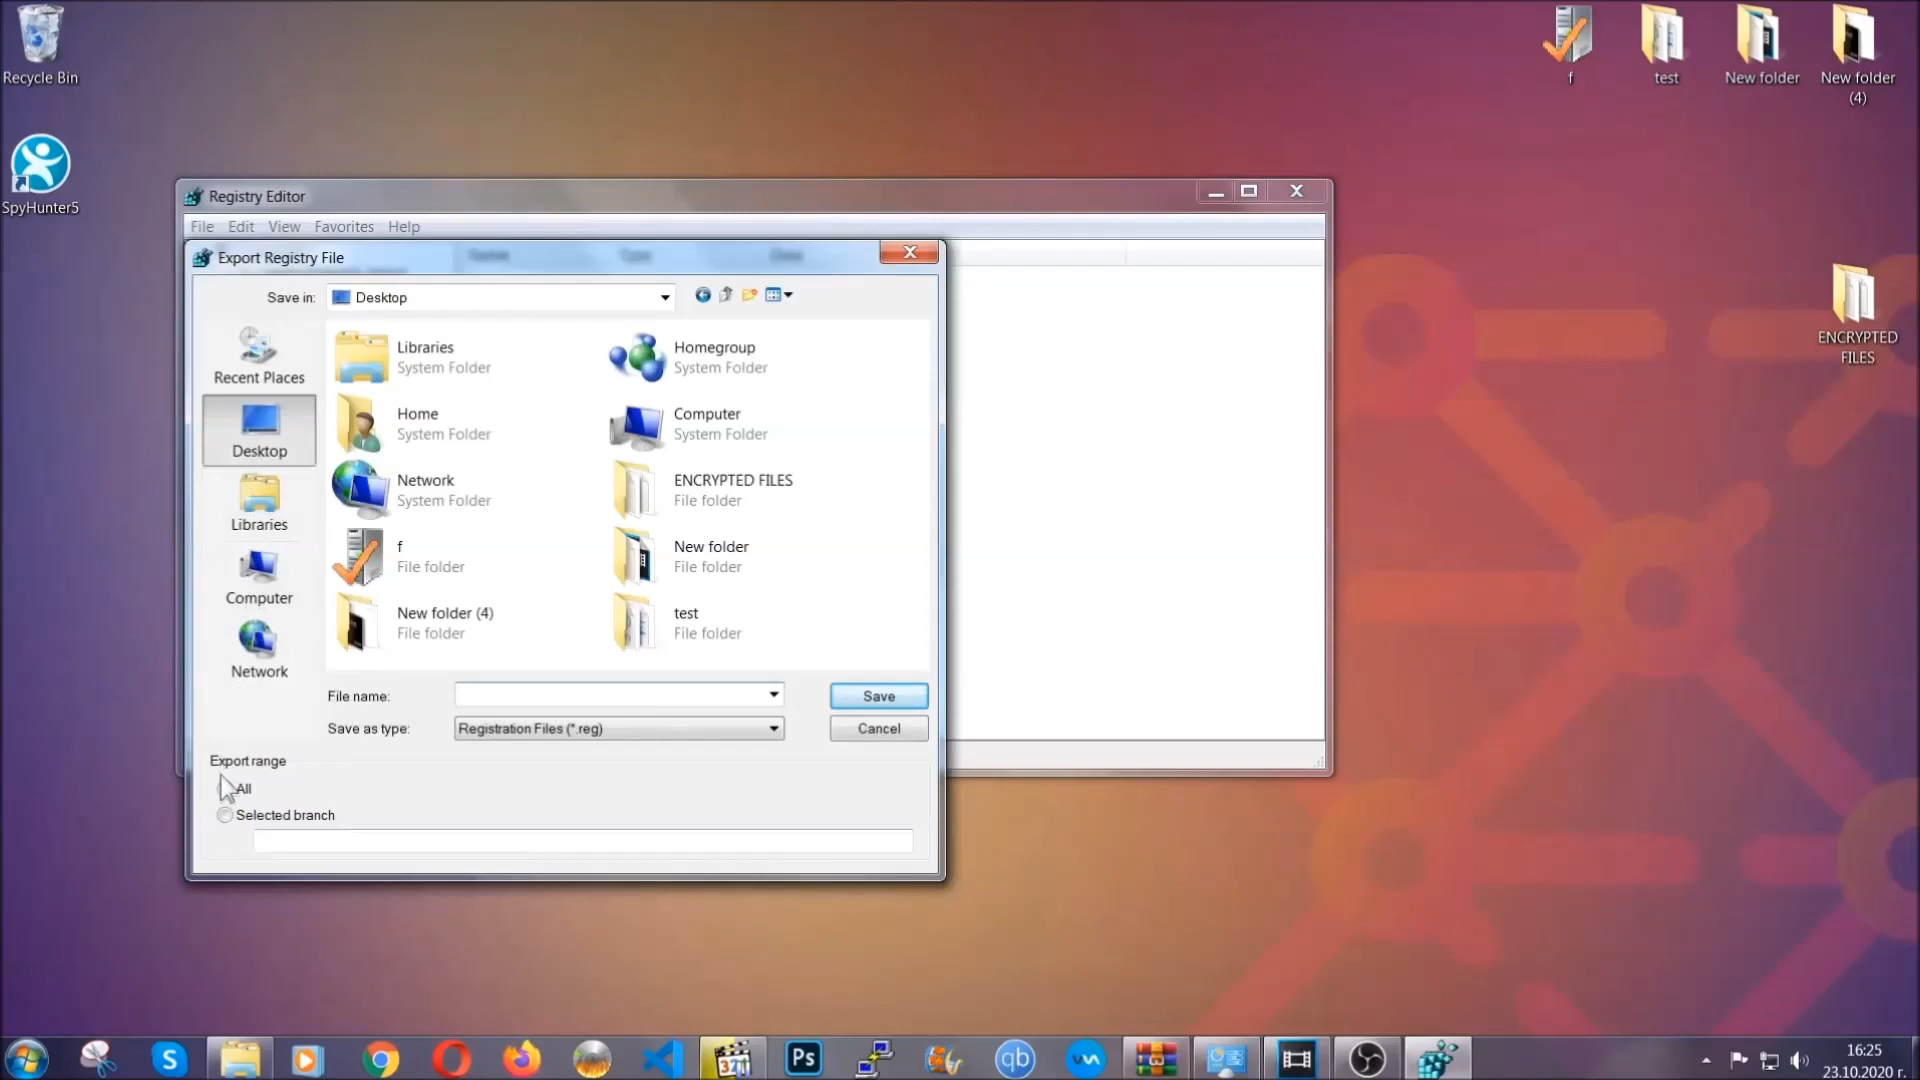 Recycle Bin
SpyHunter5
f
test
New folder
New folder
(4)
ENCRYPTED
FILES
Registry Editor
File Edit View Favorites Help
Export Registry File
Save in:
Desktop
Recent Places
Desktop
Libraries
Computer
Network
Libraries
System Folder
Homegroup
System Folder
Home
System Folder
Computer
System Folder
Network
System Folder
ENCRYPTED FILES
File folder
f
File folder
New folder
File folder
New folder (4)
File folder
test
File folder
File name:
Save
Save as type:
Registration Files (*.reg)
Cancel
Export range
All
Selected branch
S
321
Ps
qb
16:25
23.10.2020 г.